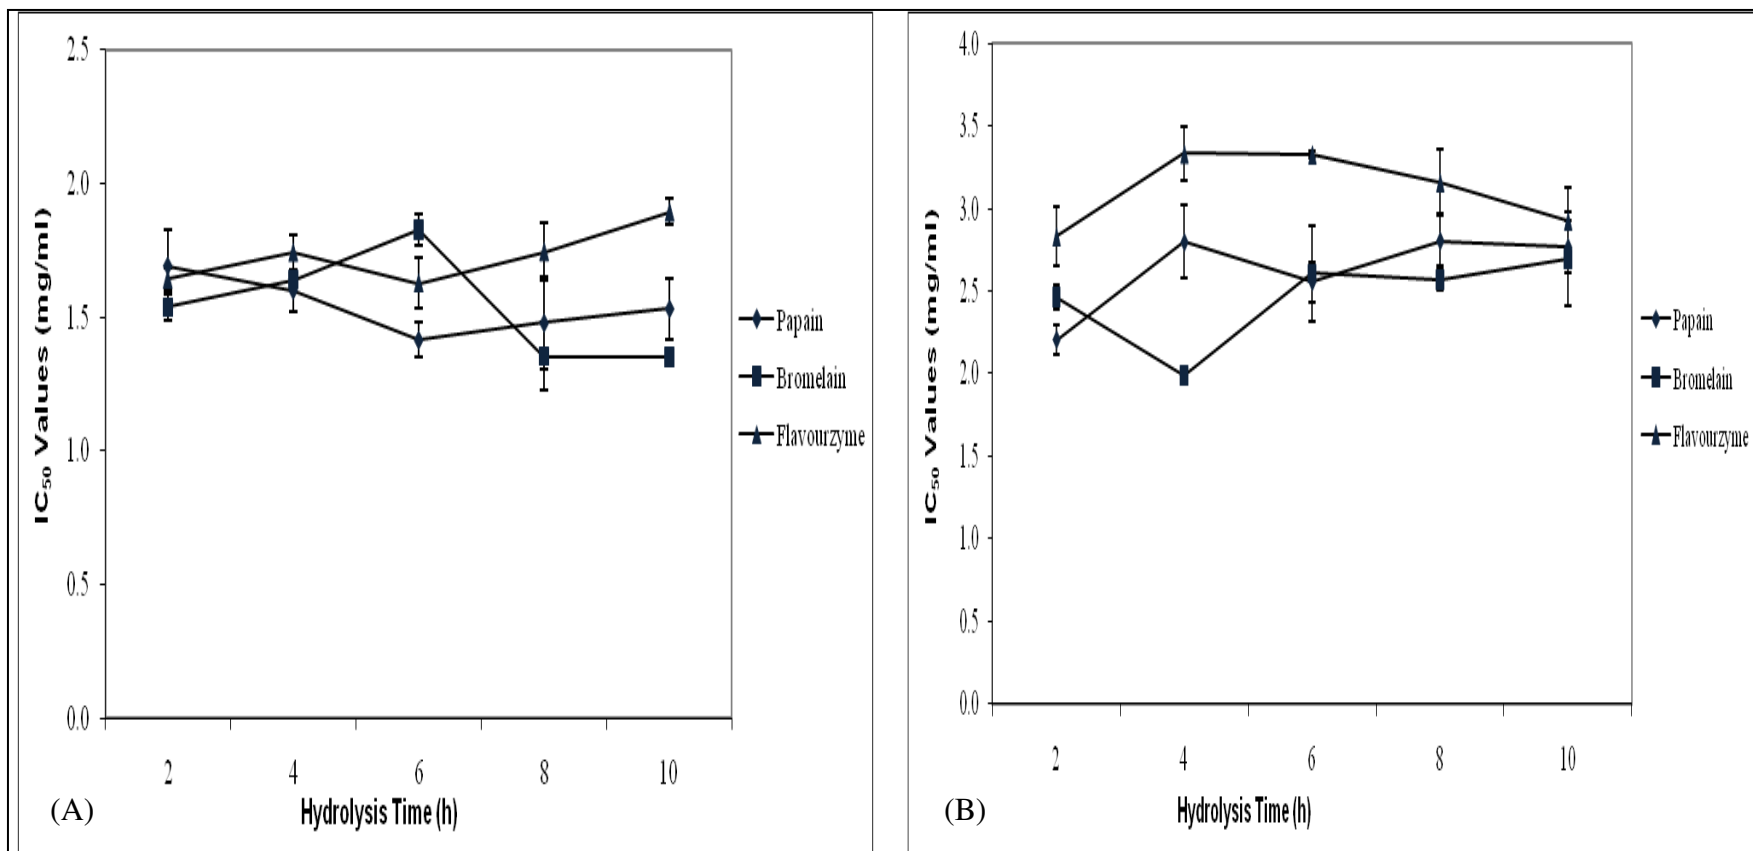 2.5
2.0
1.5
1.0
0.5
0.0
IC₅₀ Values (mg/ml)
2 4 6 8 10
Hydrolysis Time (h)
Papain
Bromelain
Flavourzyme
(A)
4.0
3.5
3.0
2.5
2.0
1.5
1.0
0.5
0.0
IC₅₀ Values (mg/ml)
2 4 6 8 10
Hydrolysis Time (h)
Papain
Bromelain
Flavourzyme
(B)